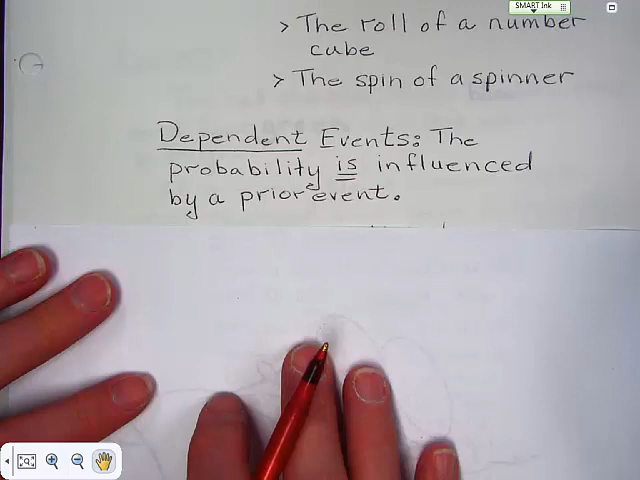 SMART Ink
> The roll of a number
cube
> The spin of a spinner
Dependent Events: The
probability is influenced
by a prior event.